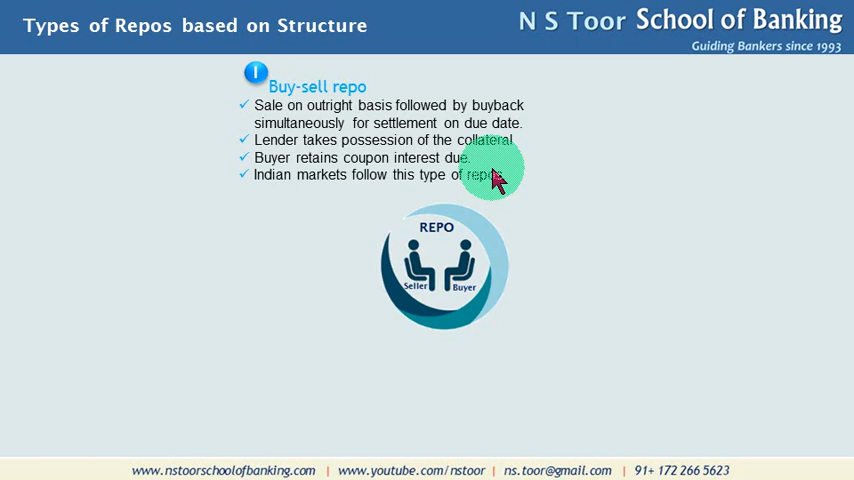 Types of Repos based on Structure
N S Toor School of Banking
Guiding Bankers since 1993
I
Buy-sell repo
Sale on outright basis followed by buyback
simultaneously for settlement on due date.
Lender takes possession of the collateral.
Buyer retains coupon interest due.
Indian markets follow this type of repos.
REPO
Seller Buyer
www.nstoorschoolofbanking.com | www.youtube.com/nstoor | ns.toor@gmail.com | 91+ 172 266 5623